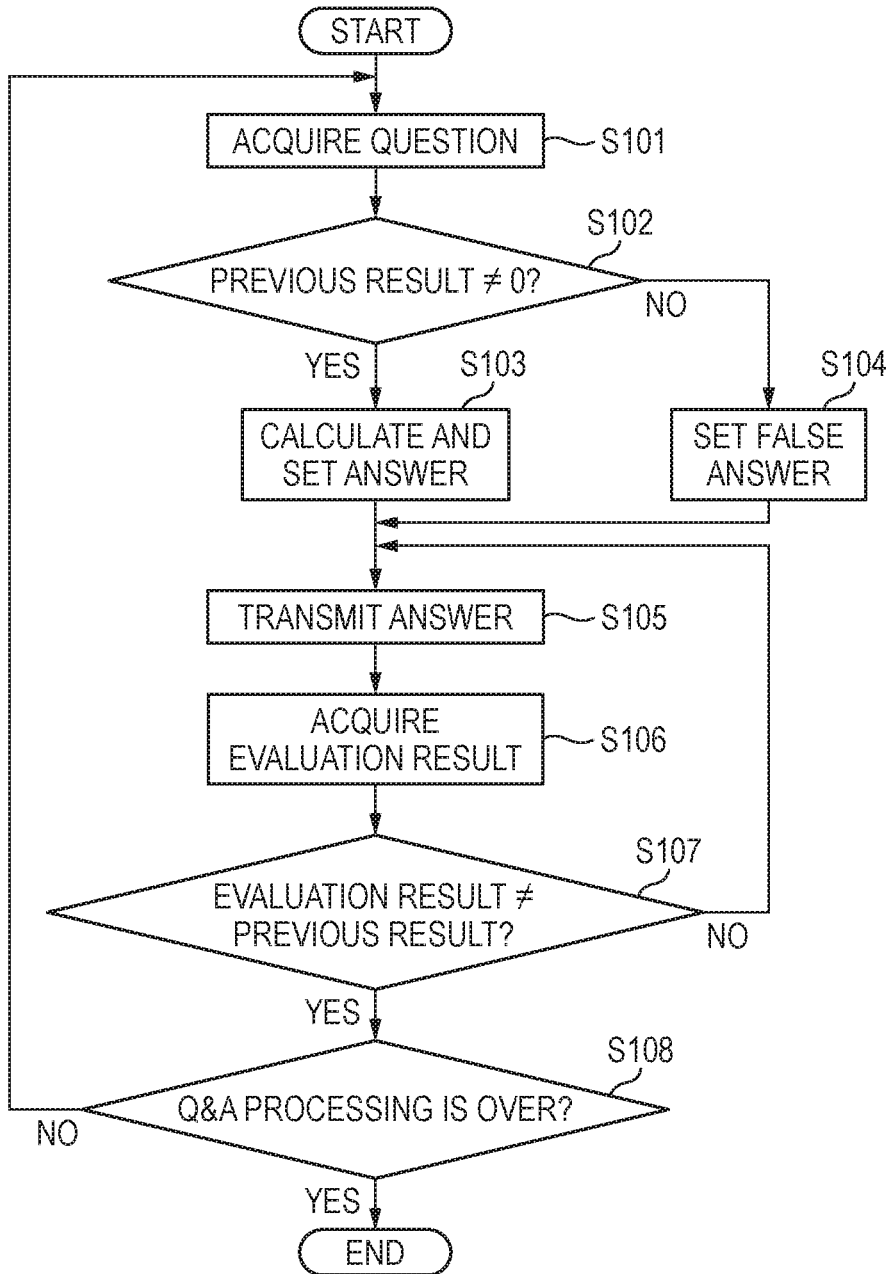 START
ACQUIRE QUESTION
S101
S102
PREVIOUS RESULT ≠ 0?
NO
YES
S103
S104
CALCULATE AND
SET ANSWER
SET FALSE
ANSWER
TRANSMIT ANSWER
S105
ACQUIRE
EVALUATION RESULT
S106
S107
EVALUATION RESULT ≠
PREVIOUS RESULT?
NO
YES
S108
Q&A PROCESSING IS OVER?
NO
YES
END